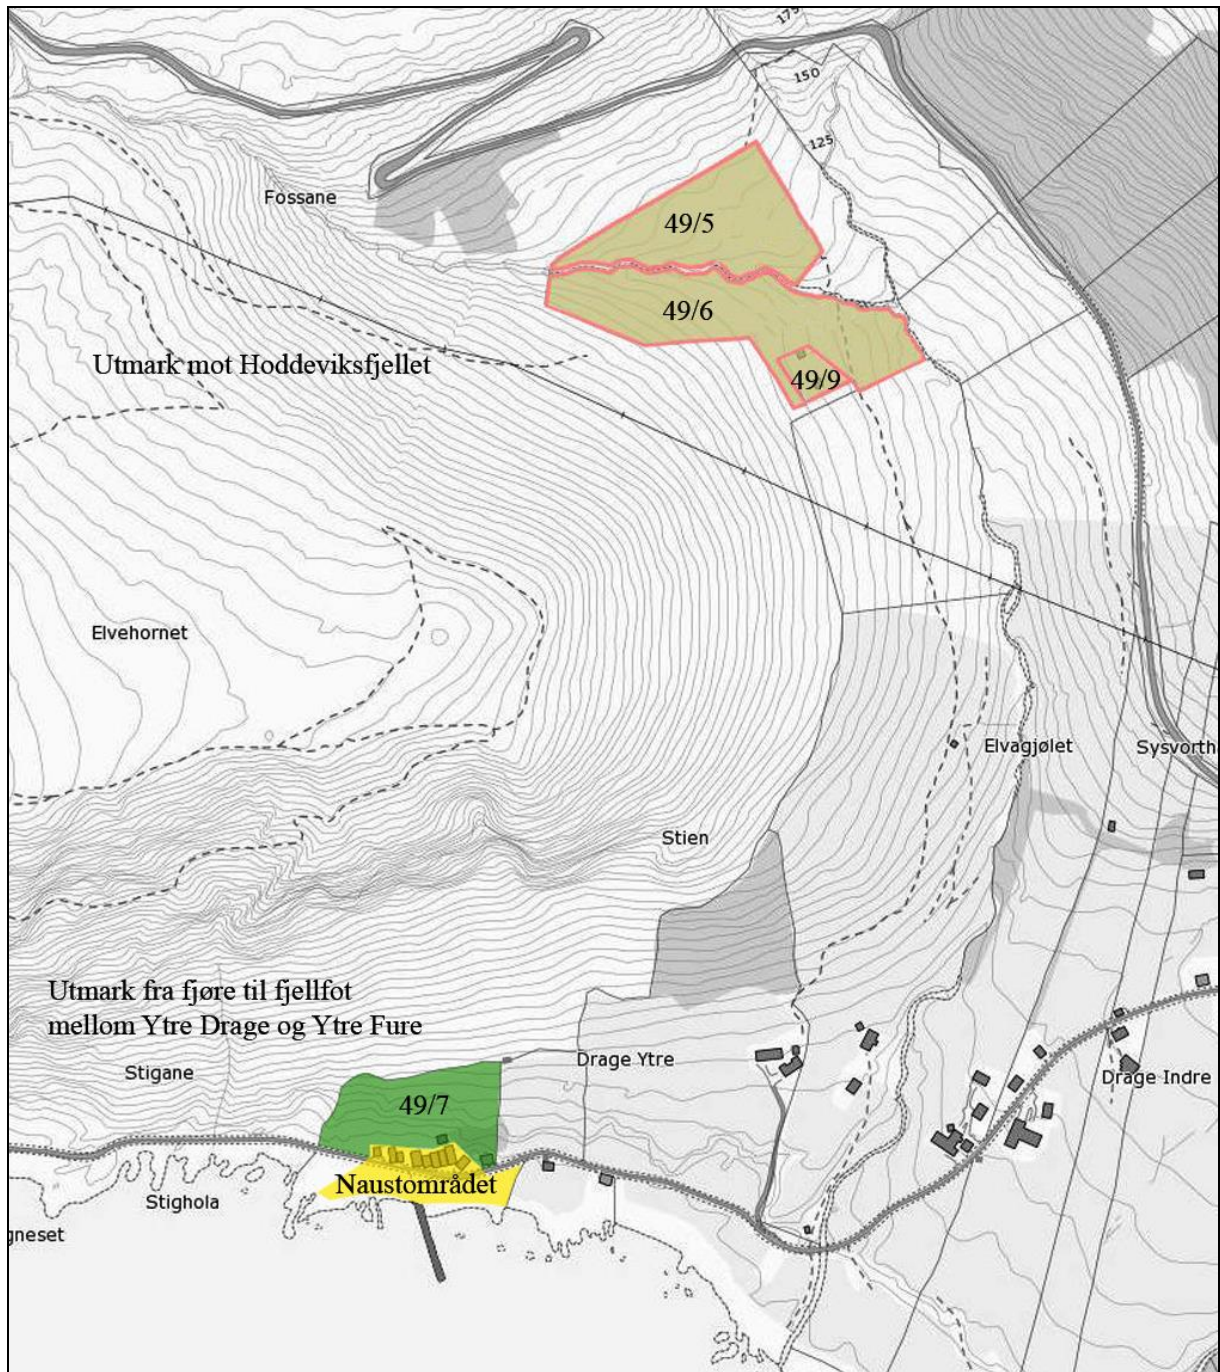 175
150
125
Fossane
49/5
49/6
Utmark mot Hoddeviksfjellet
49/9
Elvehornet
Elvagjølet
Sysvorth
Stien
Utmark fra fjøre til fjellfot
mellom Ytre Drage og Ytre Fure
Drage Ytre
Stigane
Drage Indre
49/7
Naustområdet
Stighola
gneset